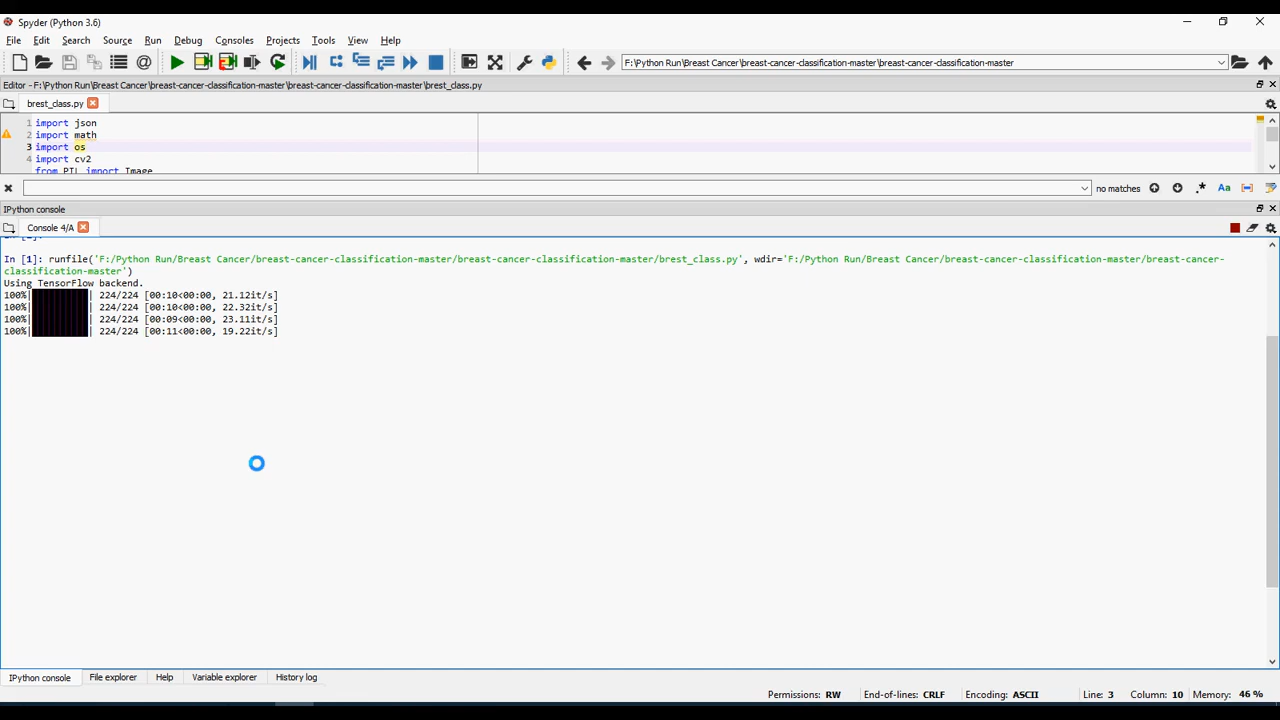 Spyder (Python 3.6)
File Edit Search Source Run Debug Consoles Projects Tools View Help
F:\Python Run\Breast Cancer\breast-cancer-classification-master\breast-cancer-classification-master
Editor - F:\Python Run\Breast Cancer\breast-cancer-classification-master\breast-cancer-classification-master\brest_class.py
brest_class.py
1 import json
2 import math
3 import os
4 import cv2
from PIL import Image
no matches .* Aa
IPython console
Console 4/A
In [1]: runfile('F:/Python Run/Breast Cancer/breast-cancer-classification-master/breast-cancer-classification-master/brest_class.py', wdir='F:/Python Run/Breast Cancer/breast-cancer-classification-master/breast-cancer-
classification-master')
Using TensorFlow backend.
100%| | 224/224 [00:10<00:00, 21.12it/s]
100%| | 224/224 [00:10<00:00, 22.32it/s]
100%| | 224/224 [00:09<00:00, 23.11it/s]
100%| | 224/224 [00:11<00:00, 19.22it/s]
IPython console File explorer Help Variable explorer History log
Permissions: RW End-of-lines: CRLF Encoding: ASCII Line: 3 Column: 10 Memory: 46 %